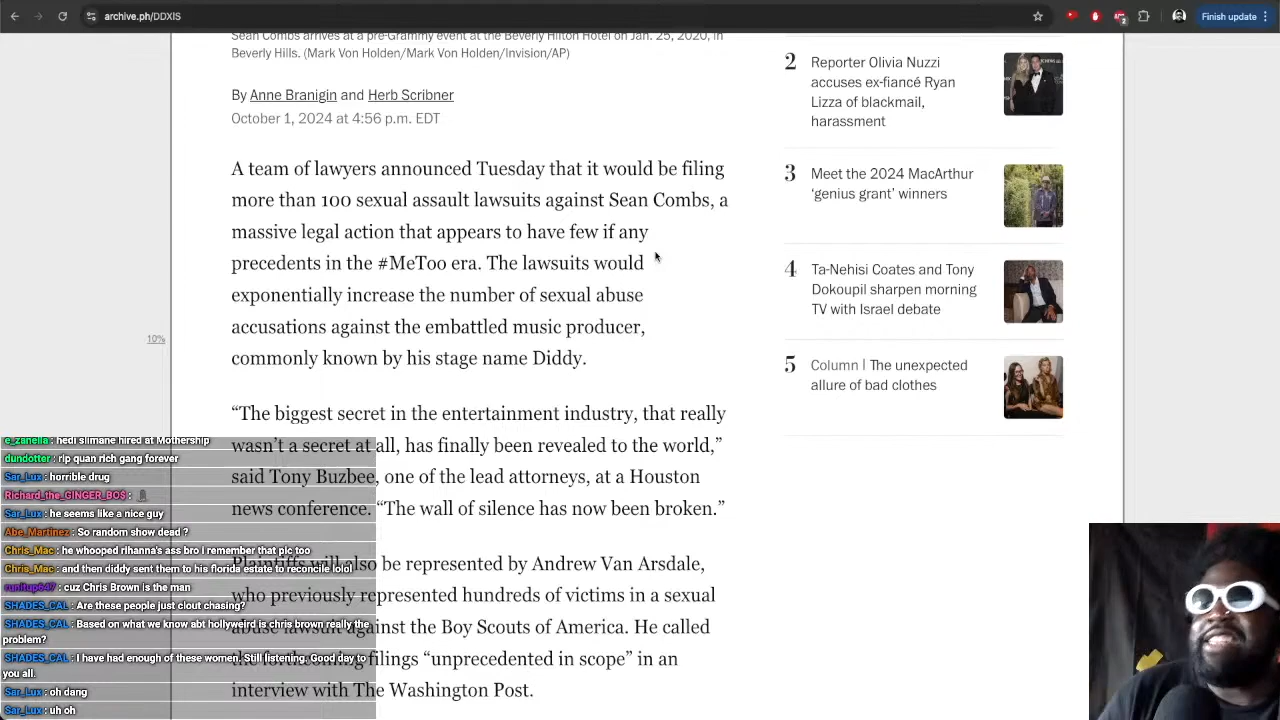 archive.ph/DDXIS
Finish update
2
Sean Combs arrives at a pre-Grammy event at the Beverly Hilton Hotel on Jan. 25, 2020, in
Beverly Hills. (Mark Von Holden/Mark Von Holden/Invision/AP)
By Anne Branigin and Herb Scribner
October 1, 2024 at 4:56 p.m. EDT
A team of lawyers announced Tuesday that it would be filing
more than 100 sexual assault lawsuits against Sean Combs, a
massive legal action that appears to have few if any
precedents in the #MeToo era. The lawsuits would
exponentially increase the number of sexual abuse
accusations against the embattled music producer,
commonly known by his stage name Diddy.
10%
“The biggest secret in the entertainment industry, that really
wasn’t a secret at all, has finally been revealed to the world,”
said Tony Buzbee, one of the lead attorneys, at a Houston
news conference. “The wall of silence has now been broken.”
Plaintiffs will also be represented by Andrew Van Arsdale,
who previously represented hundreds of victims in a sexual
abuse lawsuit against the Boy Scouts of America. He called
the forthcoming filings “unprecedented in scope” in an
interview with The Washington Post.
2
Reporter Olivia Nuzzi
accuses ex-fiancé Ryan
Lizza of blackmail,
harassment
3
Meet the 2024 MacArthur
‘genius grant’ winners
4
Ta-Nehisi Coates and Tony
Dokoupil sharpen morning
TV with Israel debate
5
Column | The unexpected
allure of bad clothes
e_zanella : hedi slimane hired at Mothership
dundotter : rip quan rich gang forever
Sar_Lux : horrible drug
Richard_the_GINGER_BO$ :
Sar_Lux : he seems like a nice guy
Abe_Martinez : So random show dead ?
Chris_Mac : he whooped rihanna's ass bro i remember that pic too
Chris_Mac : and then diddy sent them to his florida estate to reconcile lolol
runitup647 : cuz Chris Brown is the man
SHADES_CAL : Are these people just clout chasing?
SHADES_CAL : Based on what we know abt hollyweird is chris brown really the
problem?
SHADES_CAL : I have had enough of these women. Still listening. Good day to
you all.
Sar_Lux : oh dang
Sar_Lux : uh oh